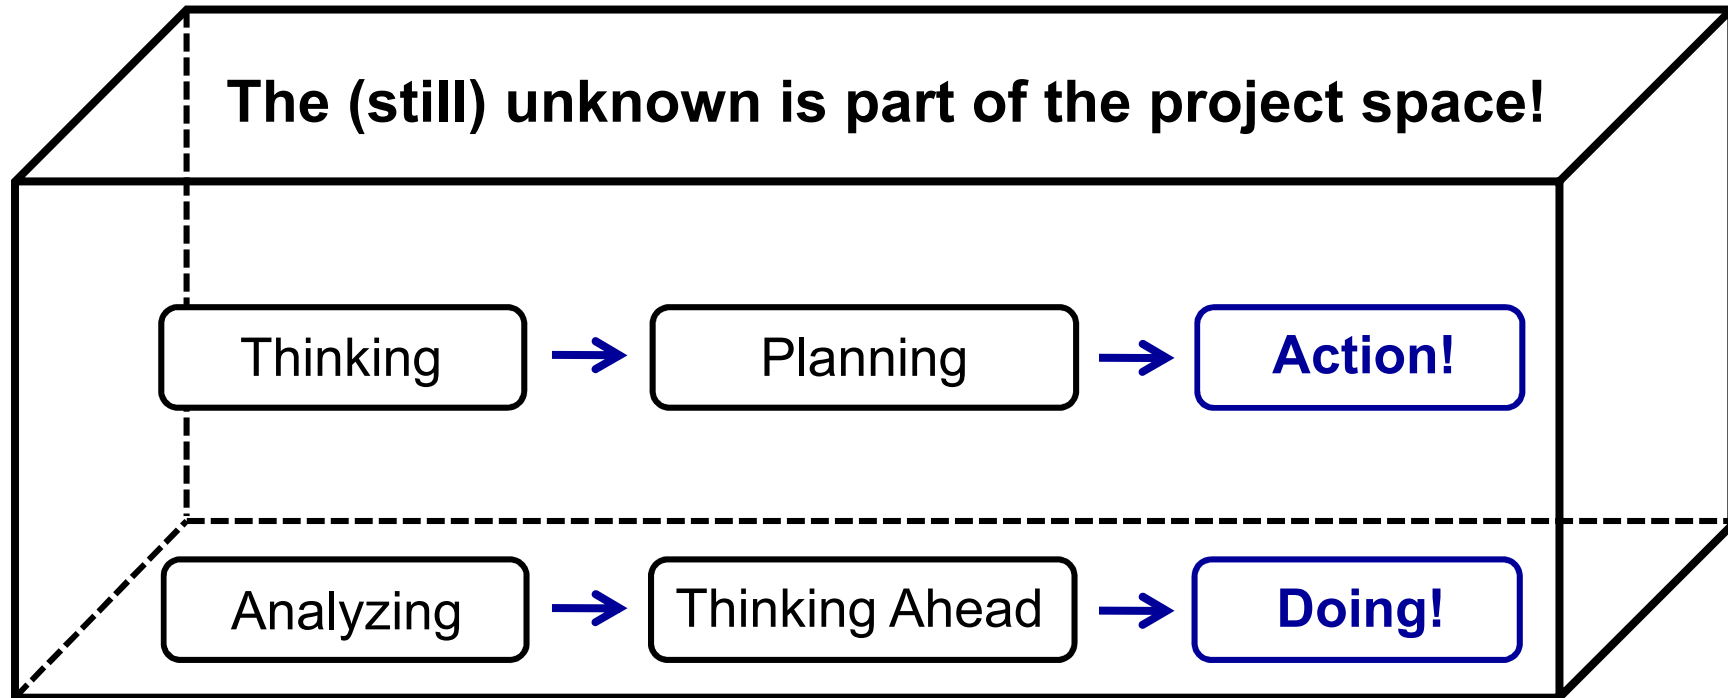 The (still) unknown is part of the project space!
Thinking
Planning
Action!
Analyzing
Thinking Ahead
Doing!